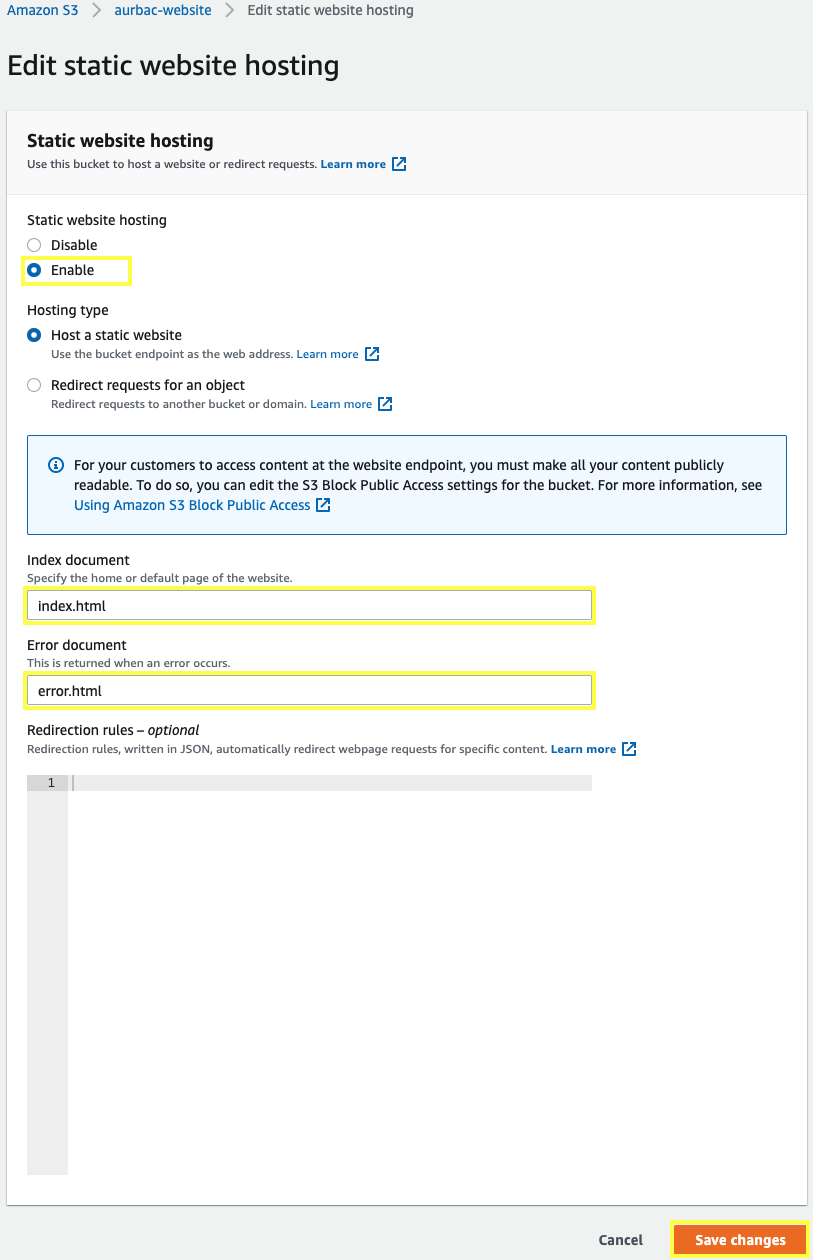 Amazon S3 > aurbac-website > Edit static website hosting
Edit static website hosting
Static website hosting
Use this bucket to host a website or redirect requests. Learn more
Static website hosting
Disable
Enable
Hosting type
Host a static website
Use the bucket endpoint as the web address. Learn more
Redirect requests for an object
Redirect requests to another bucket or domain. Learn more
For your customers to access content at the website endpoint, you must make all your content publicly
readable. To do so, you can edit the S3 Block Public Access settings for the bucket. For more information, see
Using Amazon S3 Block Public Access
Index document
Specify the home or default page of the website.
index.html
Error document
This is returned when an error occurs.
error.html
Redirection rules – optional
Redirection rules, written in JSON, automatically redirect webpage requests for specific content. Learn more
1
Cancel Save changes